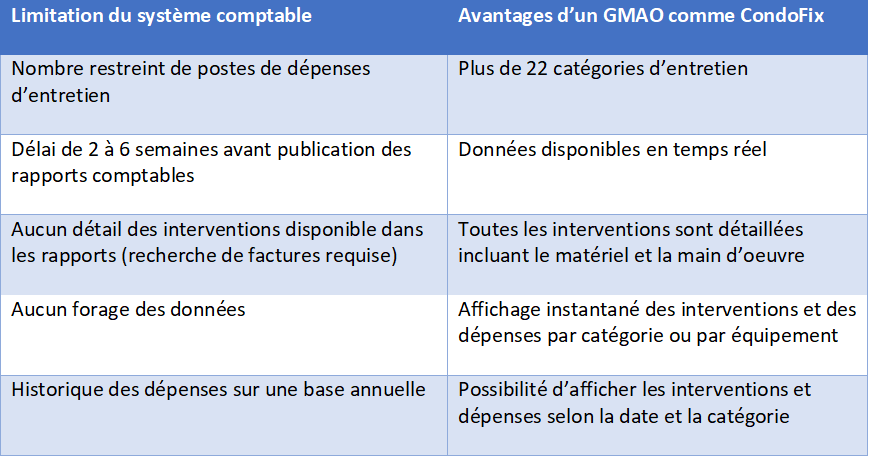 Limitation du système comptable
Avantages d’un GMAO comme CondoFix
Nombre restreint de postes de dépenses
d’entretien
Plus de 22 catégories d’entretien
Délai de 2 à 6 semaines avant publication des
rapports comptables
Données disponibles en temps réel
Aucun détail des interventions disponible dans
les rapports (recherche de factures requise)
Toutes les interventions sont détaillées
incluant le matériel et la main d’oeuvre
Aucun forage des données
Affichage instantané des interventions et des
dépenses par catégorie ou par équipement
Historique des dépenses sur une base annuelle
Possibilité d’afficher les interventions et
dépenses selon la date et la catégorie